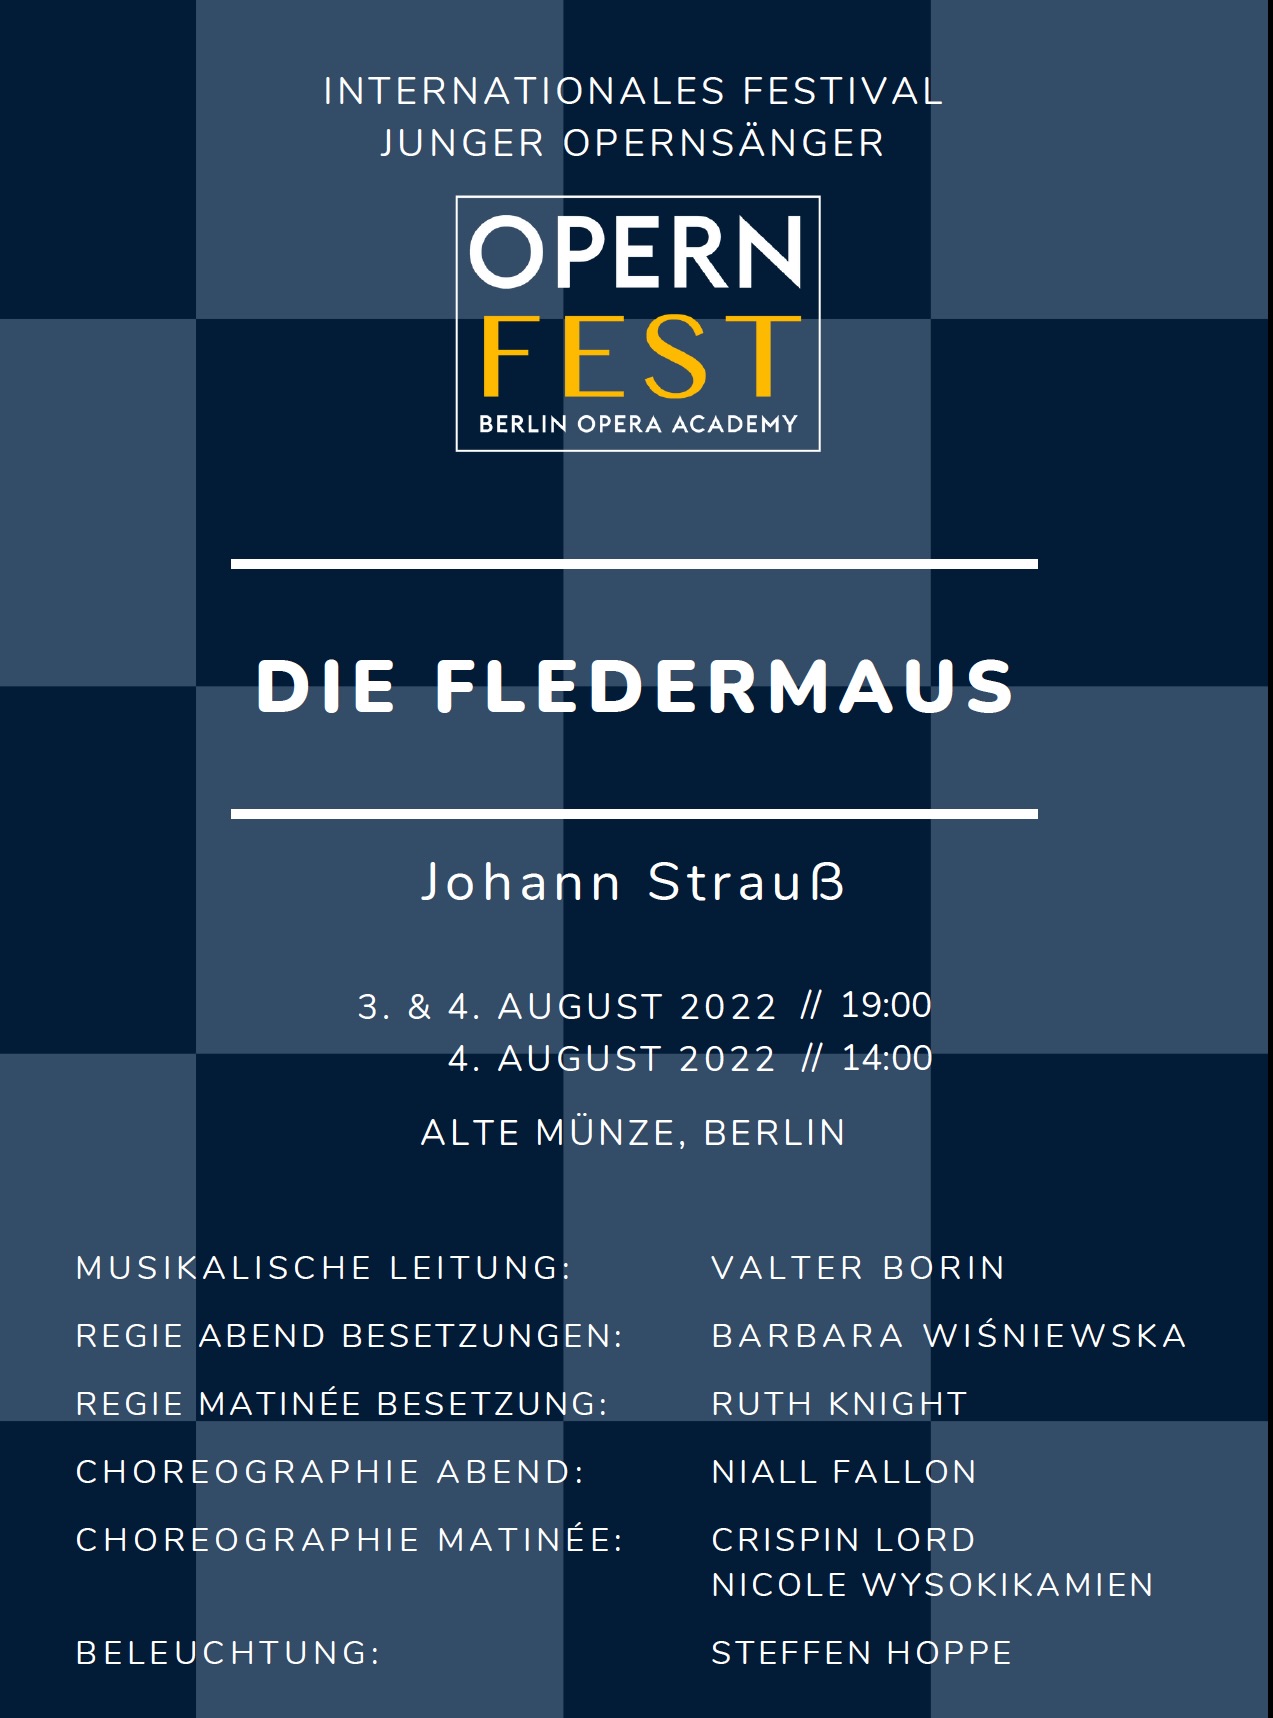 INTERNATIONALES FESTIVAL
JUNGER OPERNSÄNGER
OPERN
FEST
BERLIN OPERA ACADEMY
DIE FLEDERMAUS
Johann Strauß
3. & 4. AUGUST 2022 // 19:00
4. AUGUST 2022 // 14:00
ALTE MÜNZE, BERLIN
MUSIKALISCHE LEITUNG: VALTER BORIN
REGIE ABEND BESETZUNGEN: BARBARA WIŚNIEWSKA
REGIE MATINÉE BESETZUNG: RUTH KNIGHT
CHOREOGRAPHIE ABEND: NIALL FALLON
CHOREOGRAPHIE MATINÉE: CRISPIN LORD
NICOLE WYSOKIKAMIEN
BELEUCHTUNG: STEFFEN HOPPE